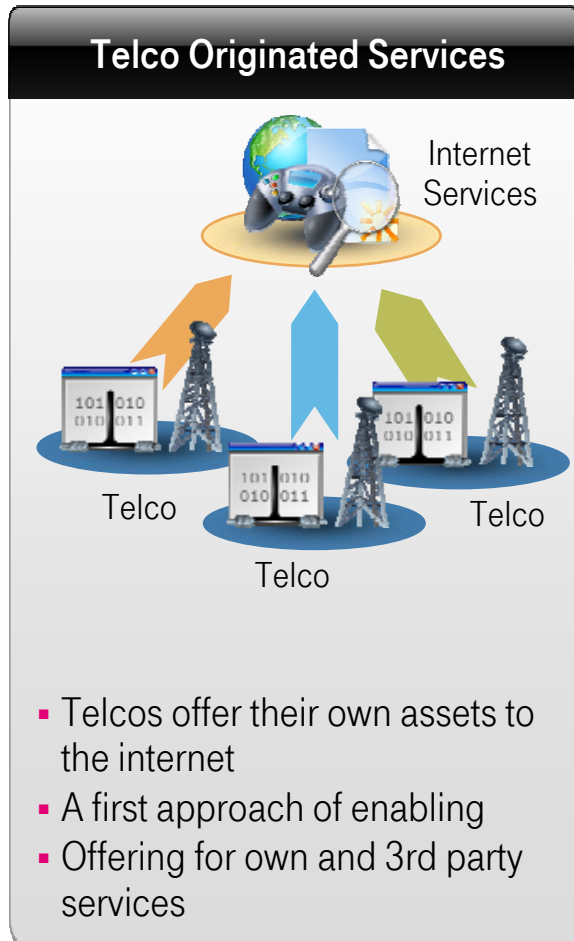 Telco Originated Services
Internet
Services
101 010
010 011
101 010
010 011
101 010
010 011
Telco
Telco
Telco
▪ Telcos offer their own assets to
the internet
▪ A first approach of enabling
▪ Offering for own and 3rd party
services